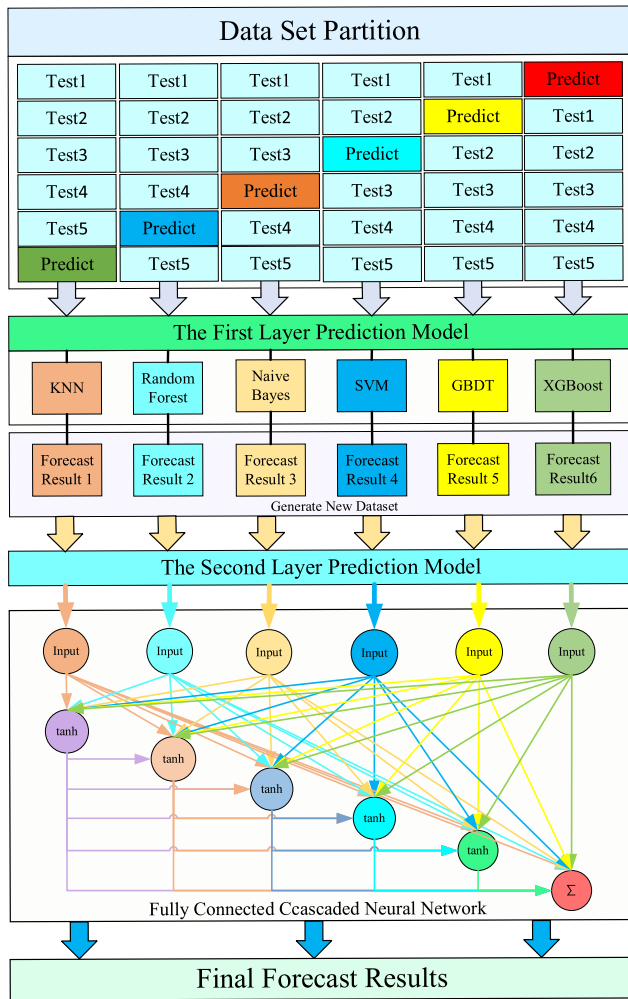 Data Set Partition
Test1 Test1 Test1 Test1 Test1 Predict
Test2 Test2 Test2 Test2 Predict Test1
Test3 Test3 Test3 Predict Test2 Test2
Test4 Test4 Predict Test3 Test3 Test3
Test5 Predict Test4 Test4 Test4 Test4
Predict Test5 Test5 Test5 Test5 Test5
The First Layer Prediction Model
KNN
Random
Forest
Naive
Bayes
SVM
GBDT
XGBoost
Forecast
Result 1
Forecast
Result 2
Forecast
Result 3
Forecast
Result 4
Forecast
Result 5
Forecast
Result6
Generate New Dataset
The Second Layer Prediction Model
Input Input Input Input Input Input
tanh
tanh
tanh
tanh
tanh
Σ
Fully Connected Ccascaded Neural Network
Final Forecast Results